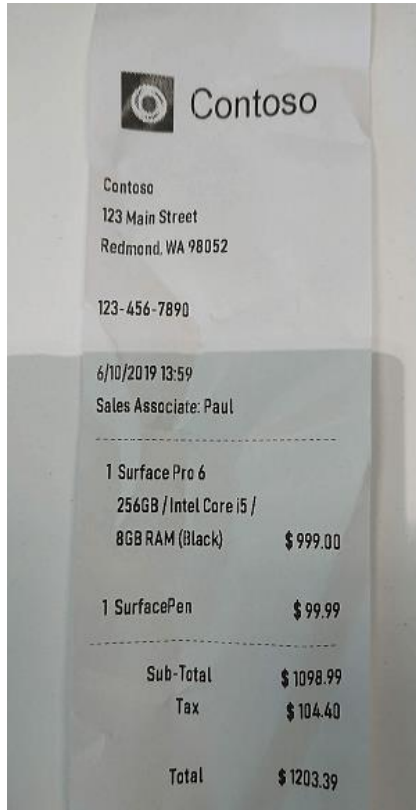 Contoso
Contoso
123 Main Street
Redmond, WA 98052
123-456-7890
6/10/2019 13:59
Sales Associate: Paul
1 Surface Pro 6
256GB / Intel Core i5 /
8GB RAM (Black) $ 999.00
1 SurfacePen $ 99.99
Sub-Total $ 1098.99
Tax $ 104.40
Total $ 1203.39